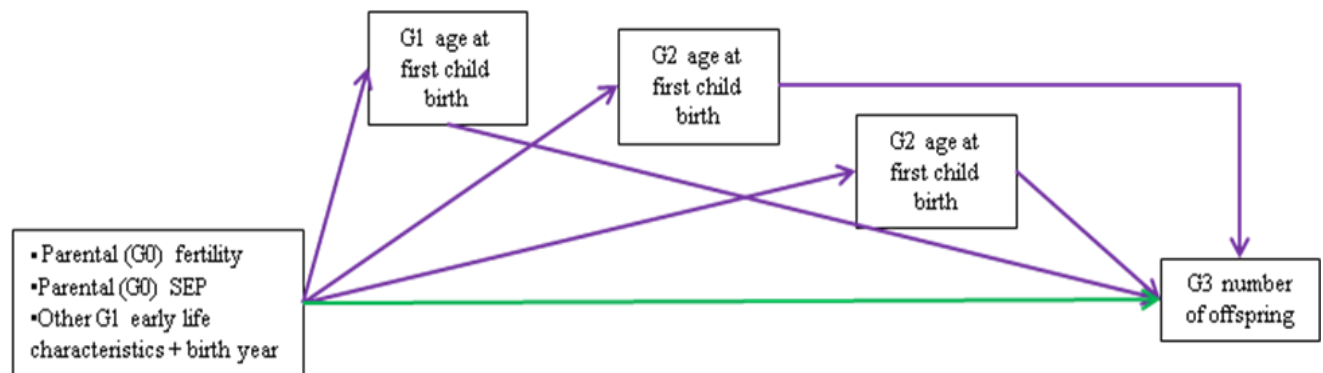 G1 age at
first child
birth
G2 age at
first child
birth
G2 age at
first child
birth
▪Parental (G0) fertility
▪Parental (G0) SEP
▪Other G1 early life
characteristics + birth year
G3 number
of offspring